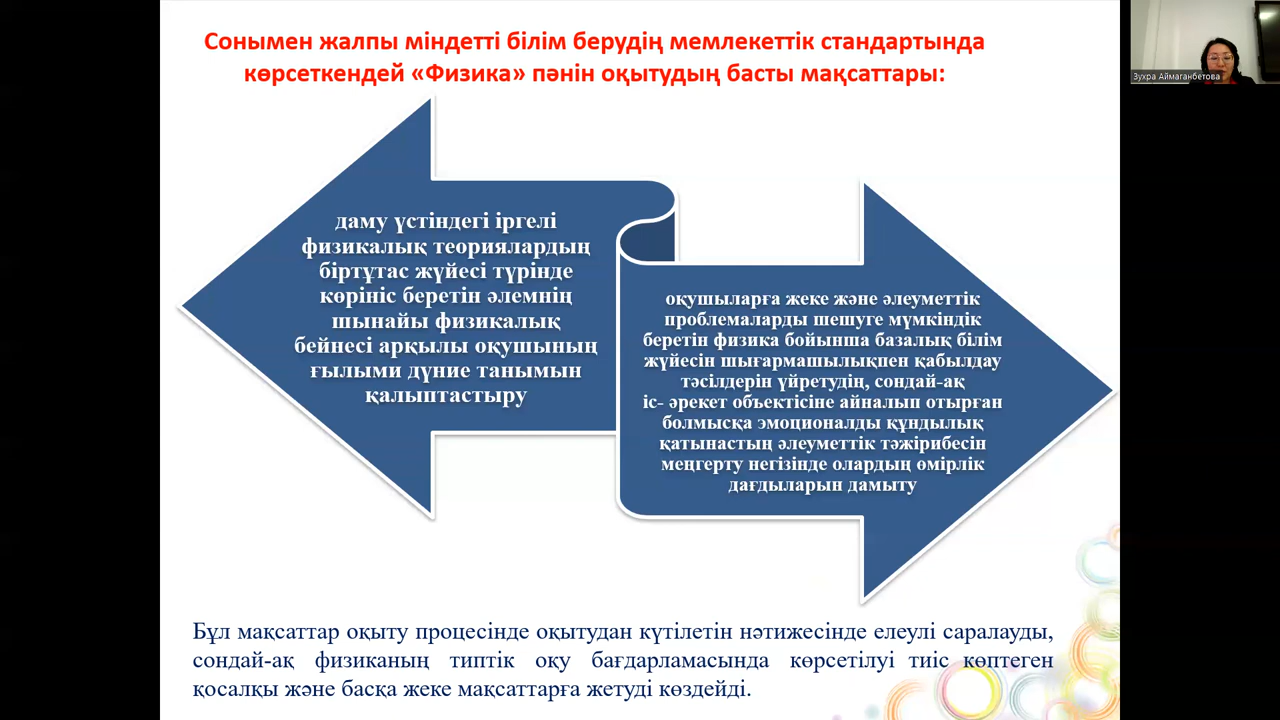 Сонымен жалпы міндетті білім берудің мемлекеттік стандартында
көрсеткендей «Физика» пәнін оқытудың басты мақсаттары:
Зухра Аймаганбетова
даму үстіндегі іргелі
физикалық теориялардың
біртұтас жүйесі түрінде
көрініс беретін әлемнің
шынайы физикалық
бейнесі арқылы оқушының
ғылыми дүние танымын
қалыптастыру
оқушыларға жеке және әлеуметтік
проблемаларды шешуге мүмкіндік
беретін физика бойынша базалық білім
жүйесін шығармашылықпен қабылдау
тәсілдерін үйретудің, сондай-ақ
іс- әрекет объектісіне айналып отырған
болмысқа эмоционалды құндылық
қатынастың әлеуметтік тәжірибесін
меңгерту негізінде олардың өмірлік
дағдыларын дамыту
Бұл мақсаттар оқыту процесінде оқытудан күтілетін нәтижесінде елеулі саралауды,
сондай-ақ физиканың типтік оқу бағдарламасында көрсетілуі тиіс көптеген
қосалқы және басқа жеке мақсаттарға жетуді көздейді.